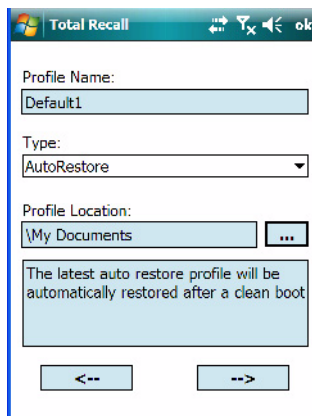 Total Recall
ok
Profile Name:
Default1
Type:
AutoRestore
Profile Location:
\My Documents
...
The latest auto restore profile will be
automatically restored after a clean boot
<--
-->